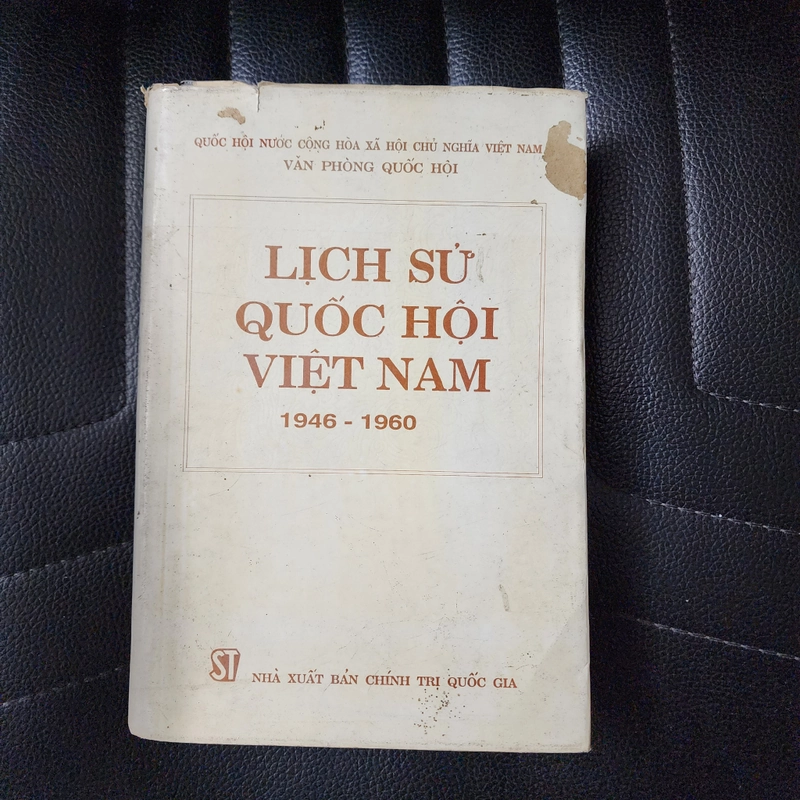 QUỐC HỘI NƯỚC CỘNG HÒA XÃ HỘI CHỦ NGHĨA VIỆT NAM
VĂN PHÒNG QUỐC HỘI
LỊCH SỬ
QUỐC HỘI
VIỆT NAM
1946 - 1960
ST NHÀ XUẤT BẢN CHÍNH TRỊ QUỐC GIA